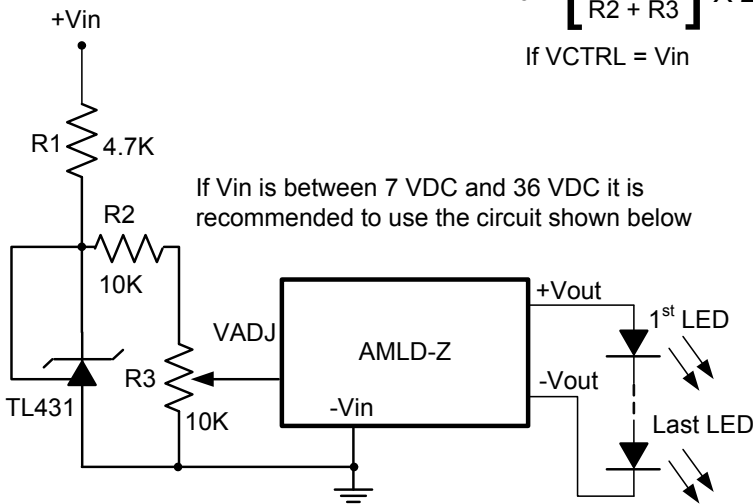 R2 + R3
+Vin
If VCTRL = Vin
R1
4.7K
If Vin is between 7 VDC and 36 VDC it is
recommended to use the circuit shown below
R2
10K
+Vout
1st LED
VADJ
AMLD-Z
R3
-Vout
TL431
10K
-Vin
Last LED